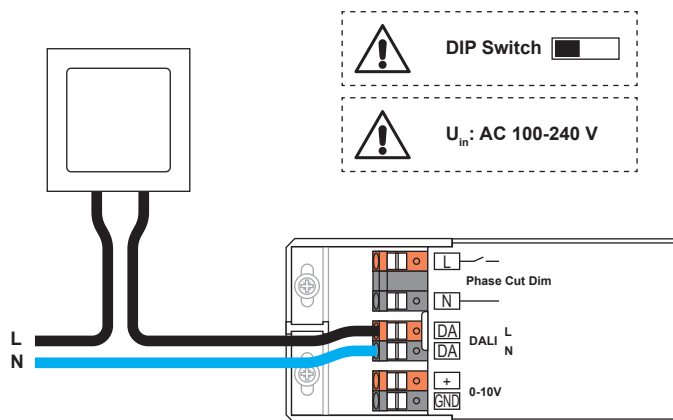 DIP Switch
Uin: AC 100-240 V
L
Phase Cut Dim
N
DA L
DALI
DA N
+
0-10V
GND
L
N